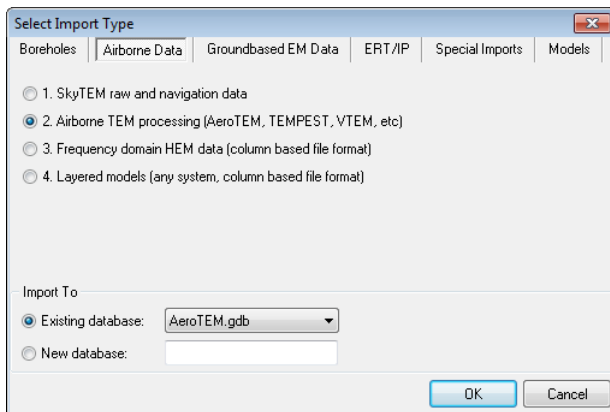 Select Import Type
Boreholes Airborne Data Groundbased EM Data ERT/IP Special Imports Models
1. SkyTEM raw and navigation data
2. Airborne TEM processing (AeroTEM, TEMPEST, VTEM, etc)
3. Frequency domain HEM data (column based file format)
4. Layered models (any system, column based file format)
Import To
Existing database: AeroTEM.gdb
New database:
OK Cancel